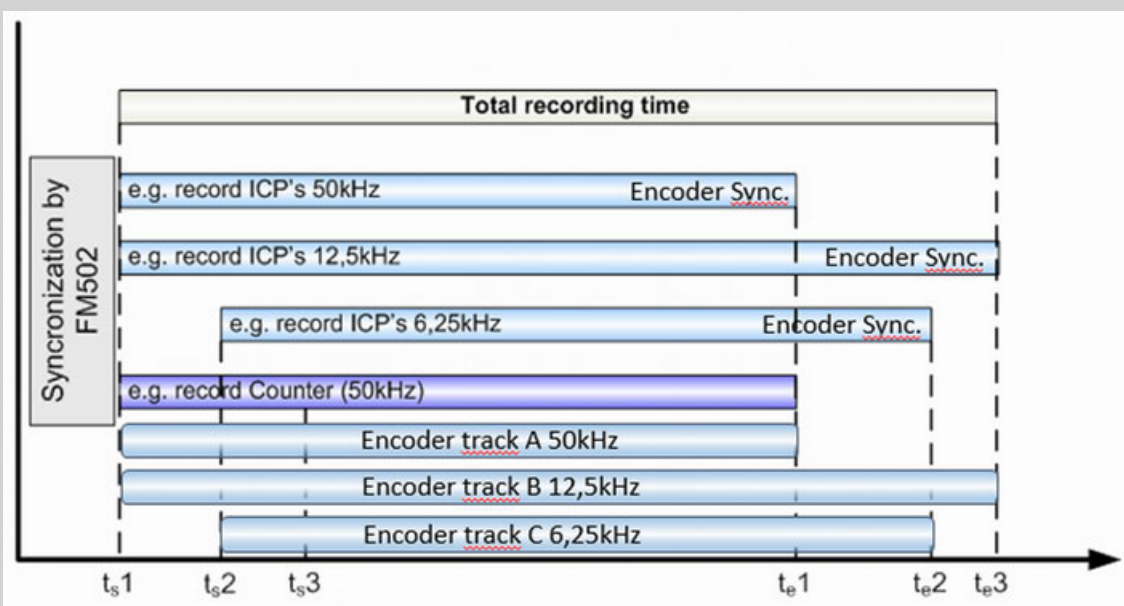 Total recording time
Syncronization by
FM502
e.g. record ICP's 50kHz Encoder Sync.
e.g. record ICP's 12,5kHz Encoder Sync.
e.g. record ICP's 6,25kHz Encoder Sync.
e.g. record Counter (50kHz)
Encoder track A 50kHz
Encoder track B 12,5kHz
Encoder track C 6,25kHz
ts1 ts2 ts3 te1 te2 te3